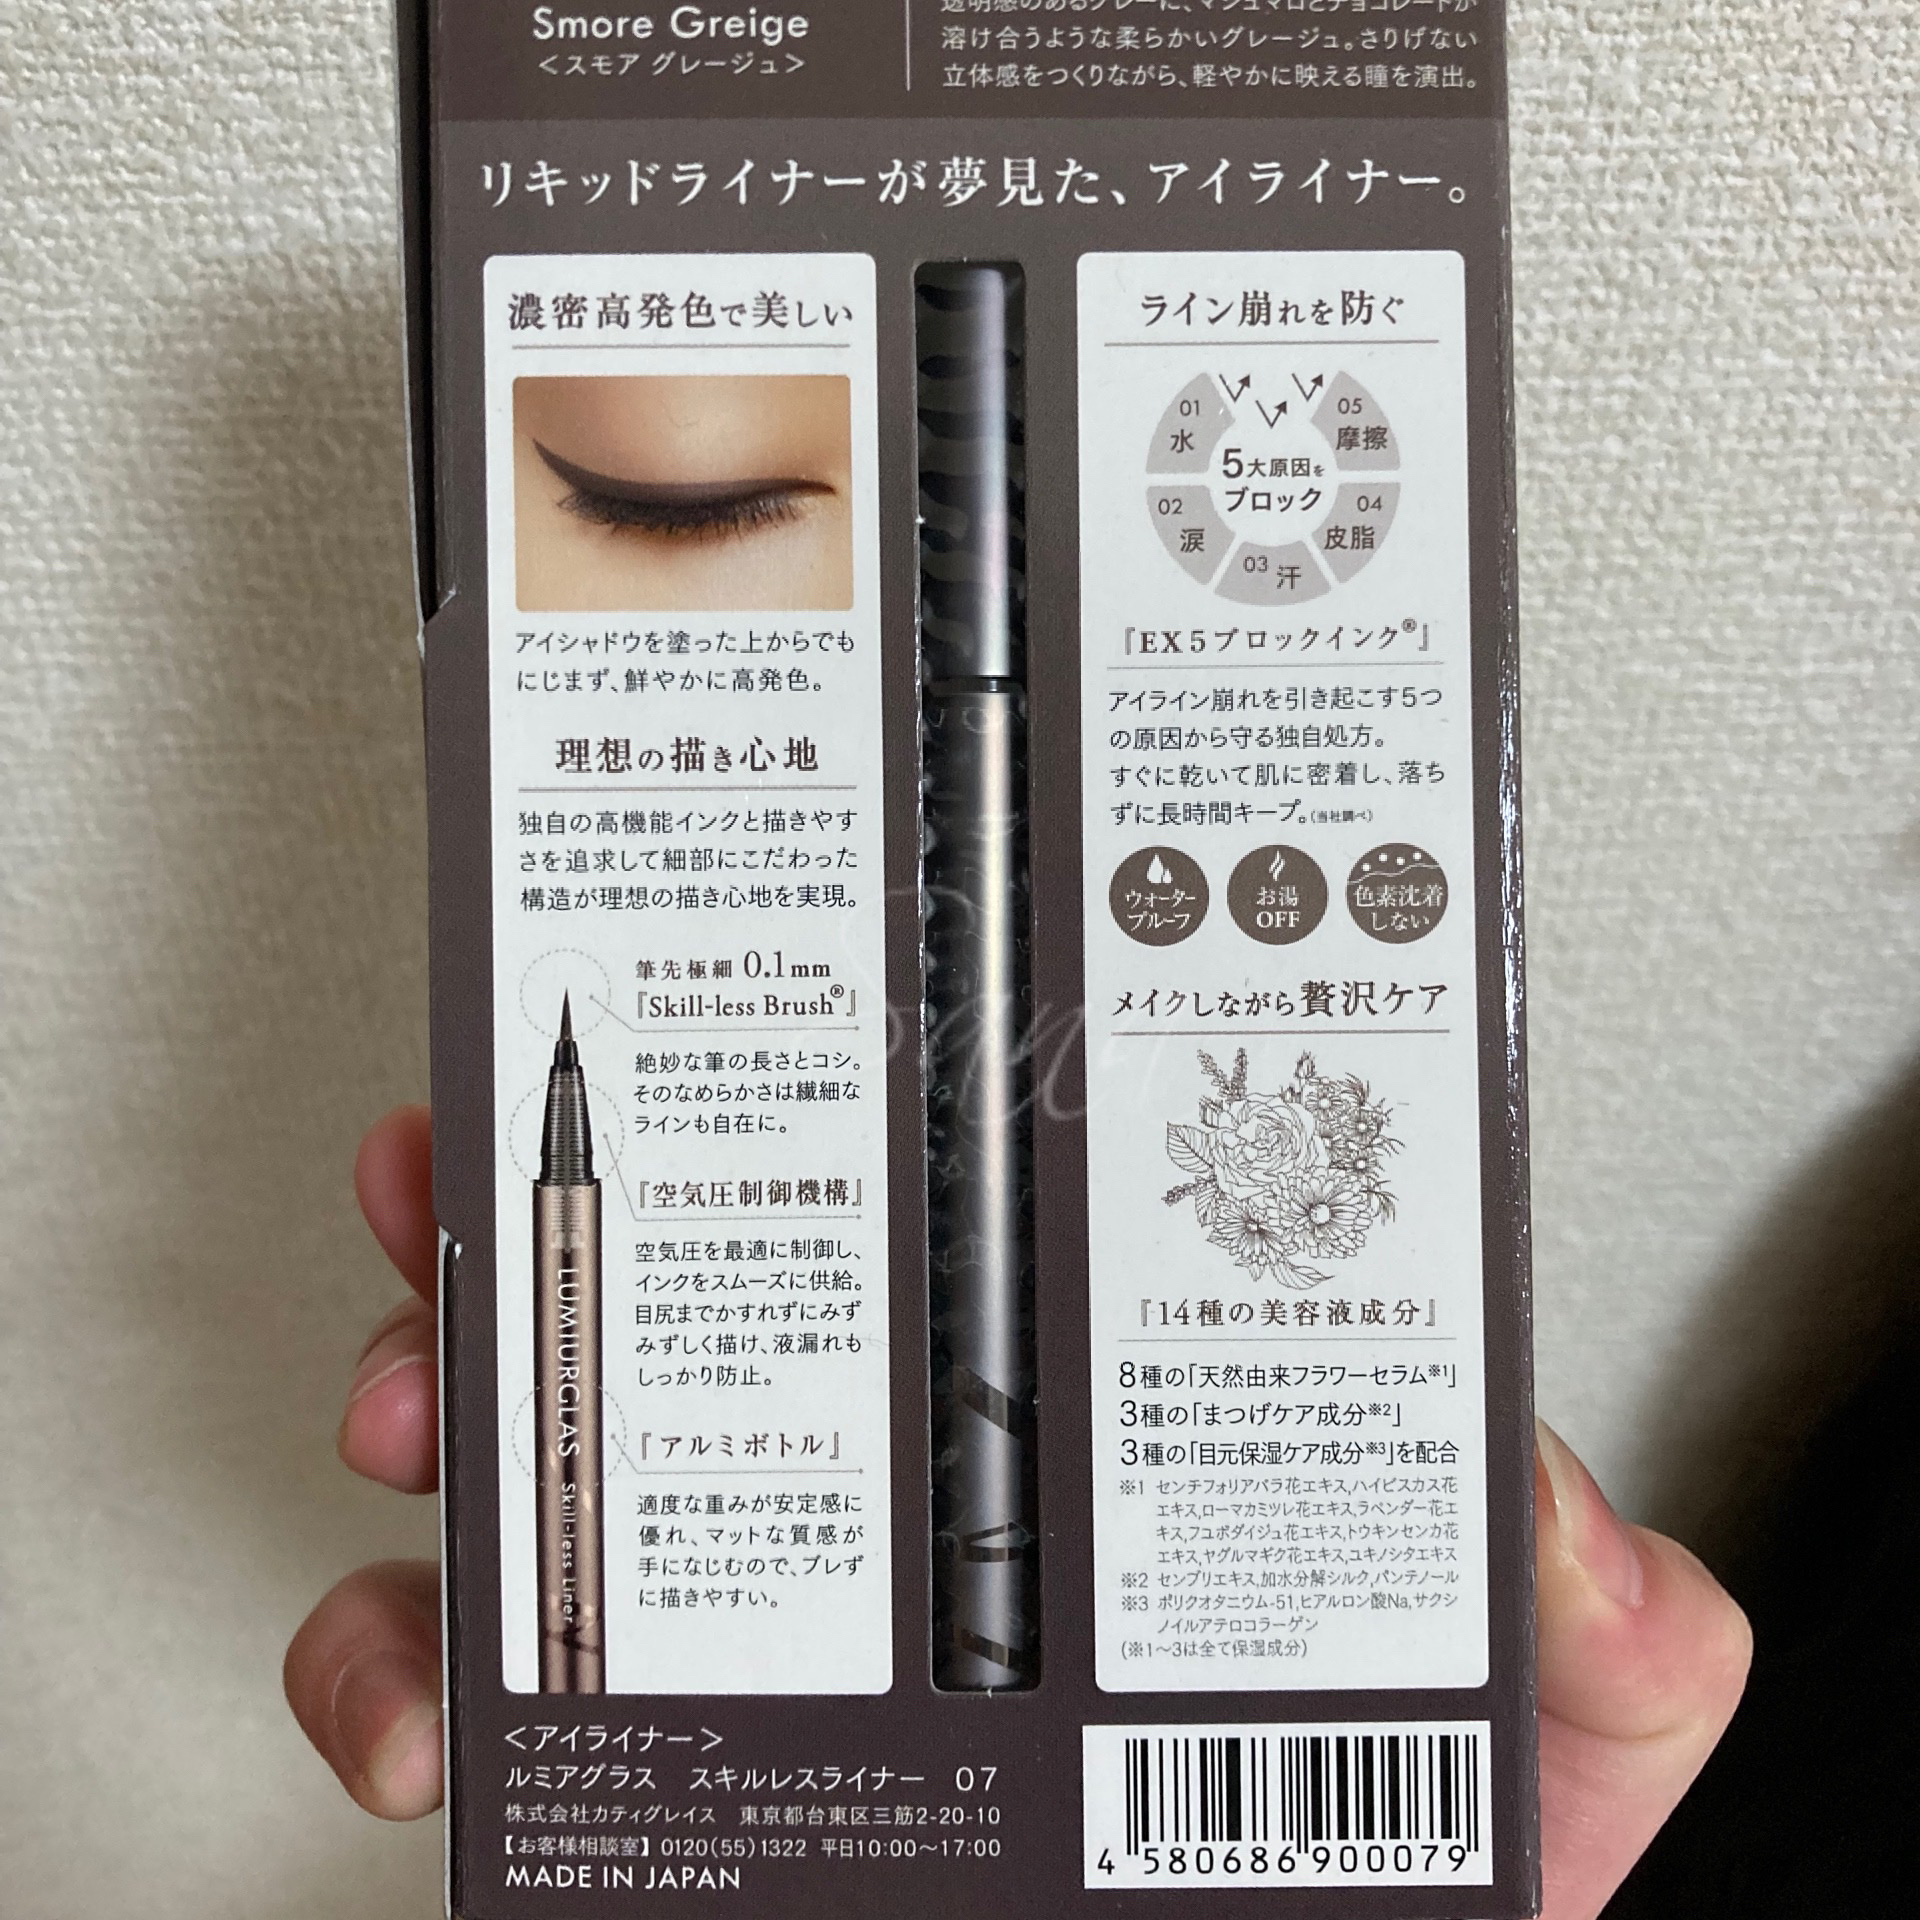 Smore Greige
＜スモア グレージュ＞
透明感のあるグレーに、マシュマロとチョコレートが
溶け合うような柔らかいグレージュ。さりげない
立体感をつくりながら、軽やかに映える瞳を演出。
リキッドライナーが夢見た、アイライナー。
濃密高発色で美しい
アイシャドウを塗った上からでも
にじまず、鮮やかに高発色。
理想の描き心地
独自の高機能インクと描きやす
さを追求して細部にこだわった
構造が理想の描き心地を実現。
筆先極細 0.1mm
『Skill-less Brush®』
絶妙な筆の長さとコシ。
そのなめらかさは繊細な
ラインも自在に。
『空気圧制御機構』
空気圧を最適に制御し、
インクをスムーズに供給。
目尻までかすれずにみず
みずしく描け、液漏れも
しっかり防止。
『アルミボトル』
適度な重みが安定感に
優れ、マットな質感が
手になじむので、ブレず
に描きやすい。
LUMIURGLAS Skill-less Liner
ライン崩れを防ぐ
01
水
02
涙
03 汗
04
皮脂
05
摩擦
5大原因を
ブロック
『EX5ブロックインク®』
アイライン崩れを引き起こす5つ
の原因から守る独自処方。
すぐに乾いて肌に密着し、落ち
ずに長時間キープ。(当社調べ)
ウォーター
プルーフ
お湯
OFF
色素沈着
しない
メイクしながら贅沢ケア
『14種の美容液成分』
8種の「天然由来フラワーセラム※1」
3種の「まつげケア成分※2」
3種の「目元保湿ケア成分※3」を配合
※1 センチフォリアバラ花エキス,ハイビスカス花
エキス,ローマカミツレ花エキス,ラベンダー花エ
キス,フユボダイジュ花エキス,トウキンセンカ花
エキス,ヤグルマギク花エキス,ユキノシタエキス
※2 センブリエキス,加水分解シルク,パンテノール
※3 ポリクオタニウム-51,ヒアルロン酸Na,サクシ
ノイルアテロコラーゲン
(※1～3は全て保湿成分)
＜アイライナー＞
ルミアグラス スキルレスライナー 07
株式会社カティグレイス 東京都台東区三筋2-20-10
【お客様相談室】0120(55)1322 平日10:00～17:00
MADE IN JAPAN
4 580686 900079